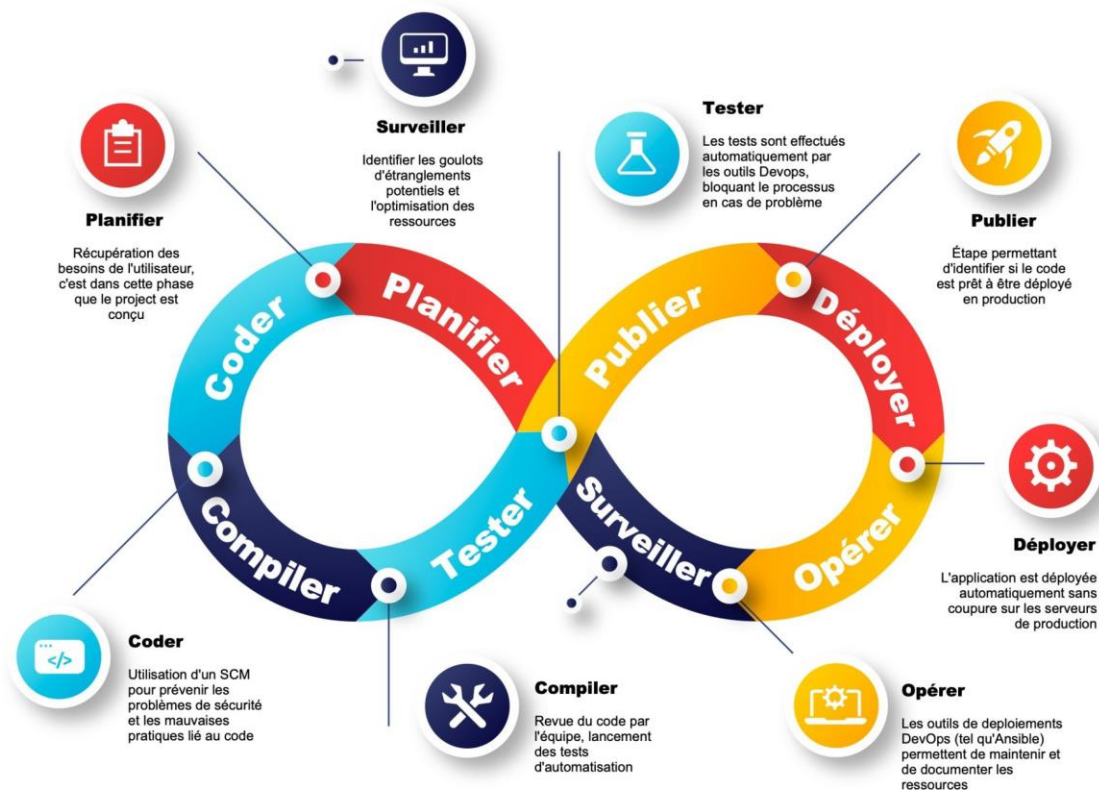 Surveiller
Identifier les goulots
d'étranglements
potentiels et
l'optimisation des
ressources
Tester
Les tests sont effectués
automatiquement par
les outils Devops,
bloquant le processus
en cas de problème
Planifier
Récupération des
besoins de l'utilisateur,
c'est dans cette phase
que le project est
conçu
Publier
Étape permettant
d'identifier si le code
est prêt à être déployé
en production
Coder
Planifier
Publier
Déployer
Compiler
Tester
Surveiller
Opérer
Déployer
L'application est déployée
automatiquement sans
coupure sur les serveurs
de production
Coder
</>
Utilisation d'un SCM
pour prévenir les
problèmes de sécurité
et les mauvaises
pratiques lié au code
Compiler
Revue du code par
l'équipe, lancement
des tests
d'automatisation
Opérer
Les outils de deploiements
DevOps (tel qu'Ansible)
permettent de maintenir et
de documenter les
ressources